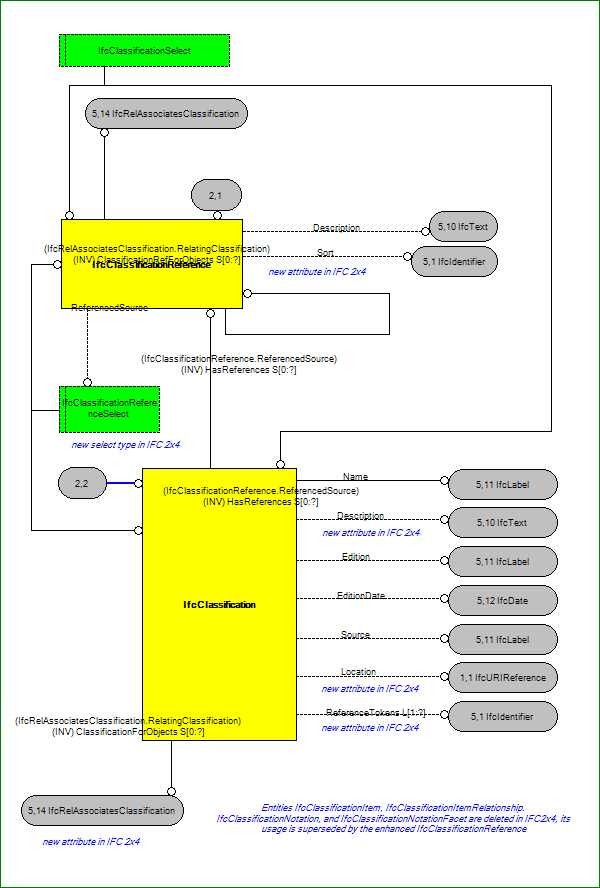 IfcClassificationSelect
5,14 IfcRelAssociatesClassification
2,1
Description
5,10 IfcText
(IfcRelAssociatesClassification.RelatingClassification)
(INV) ClassificationRefForObjects S[0:?]
IfcClassificationReference
Sort
5,1 IfcIdentifier
new attribute in IFC 2x4
ReferencedSource
(IfcClassificationReference.ReferencedSource)
(INV) HasReferences S[0:?]
IfcClassificationRefere
nceSelect
new select type in IFC 2x4
2,2
Name
5,11 IfcLabel
(IfcClassificationReference.ReferencedSource)
(INV) HasReferences S[0:?]
Description
5,10 IfcText
new attribute in IFC 2x4
Edition
5,11 IfcLabel
EditionDate
5,12 IfcDate
IfcClassification
Source
5,11 IfcLabel
Location
1,1 IfcURIReference
new attribute in IFC 2x4
ReferenceTokens L[1:?]
5,1 IfcIdentifier
new attribute in IFC 2x4
(IfcRelAssociatesClassification.RelatingClassification)
(INV) ClassificationForObjects S[0:?]
5,14 IfcRelAssociatesClassification
new attribute in IFC 2x4
Entities IfcClassificationItem, IfcClassificationItemRelationship.
IfcClassificationNotation, and IfcClassificationNotationFacet are deleted in IFC2x4, its
usage is superseded by the enhanced IfcClassificationReference